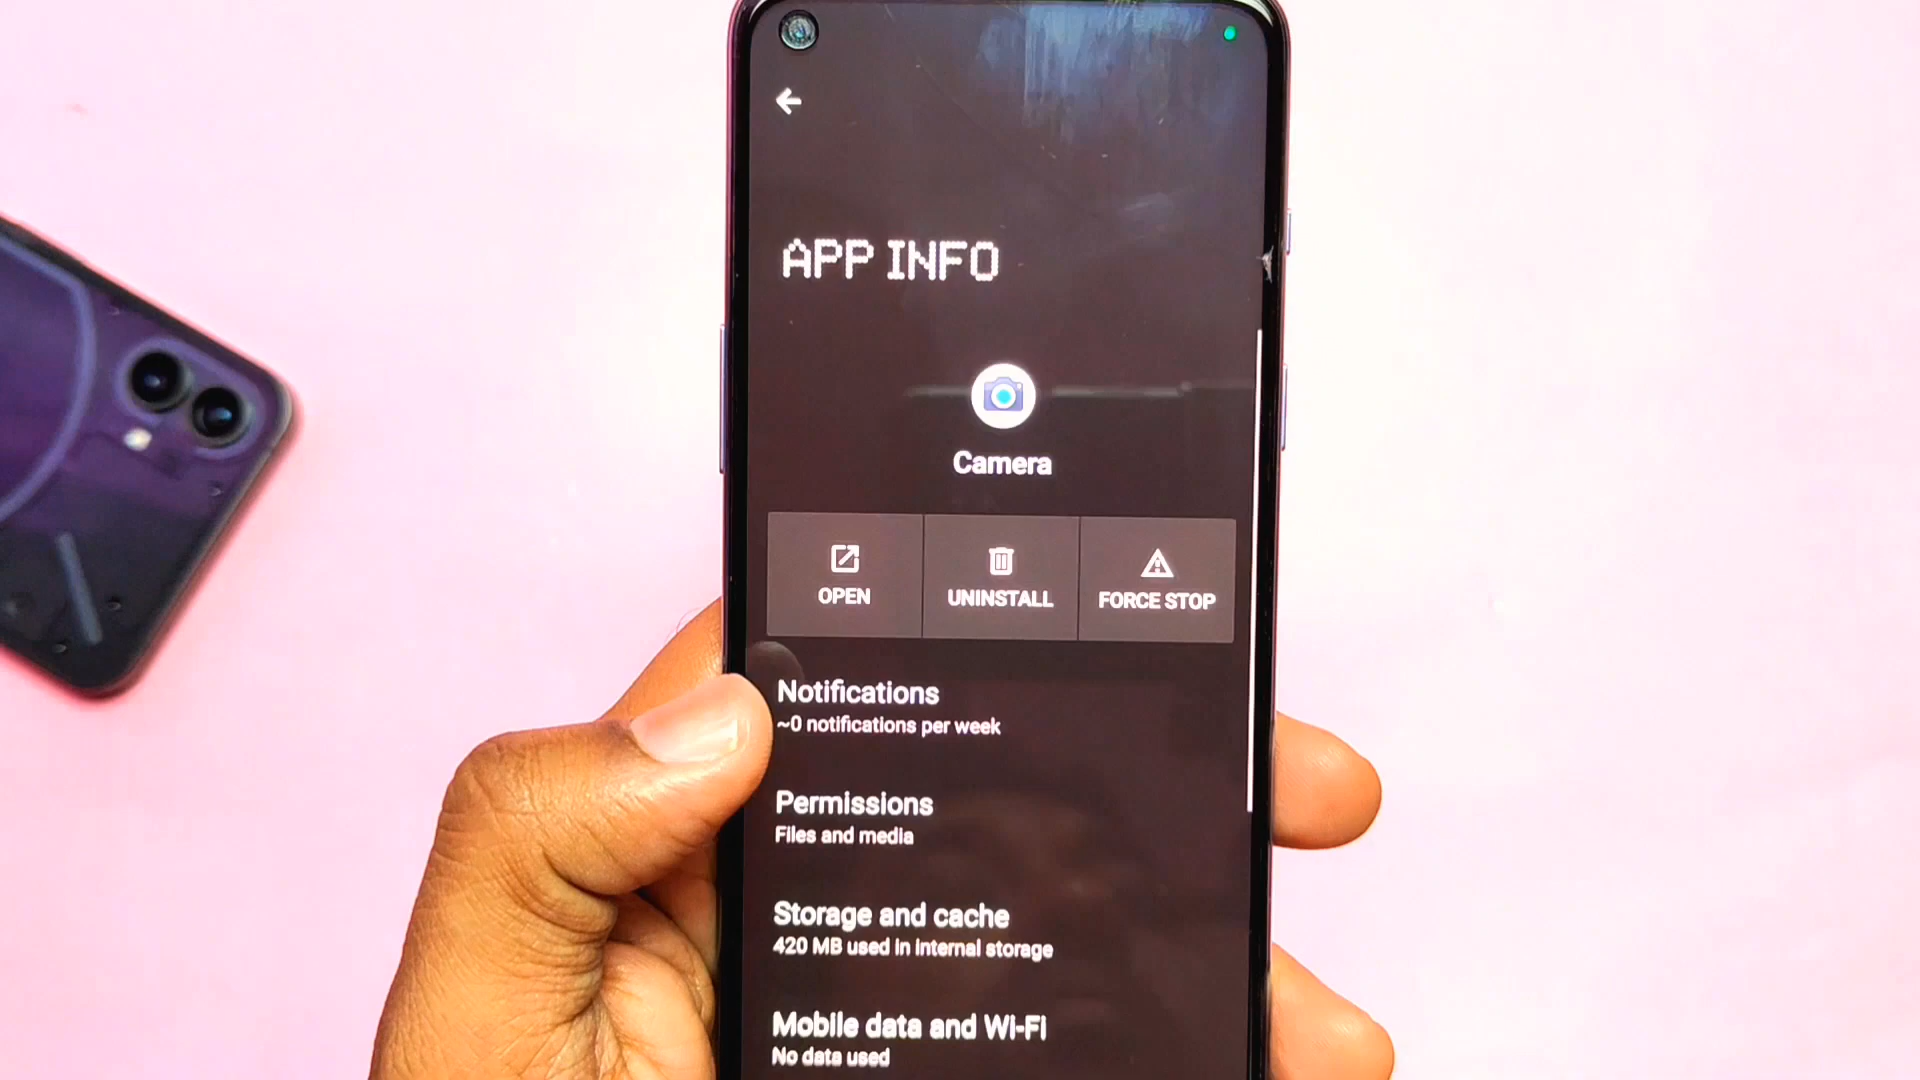 APP INFO
Camera
OPEN
UNINSTALL
FORCE STOP
Notifications
~0 notifications per week
Permissions
Files and media
Storage and cache
420 MB used in internal storage
Mobile data and Wi-Fi
No data used